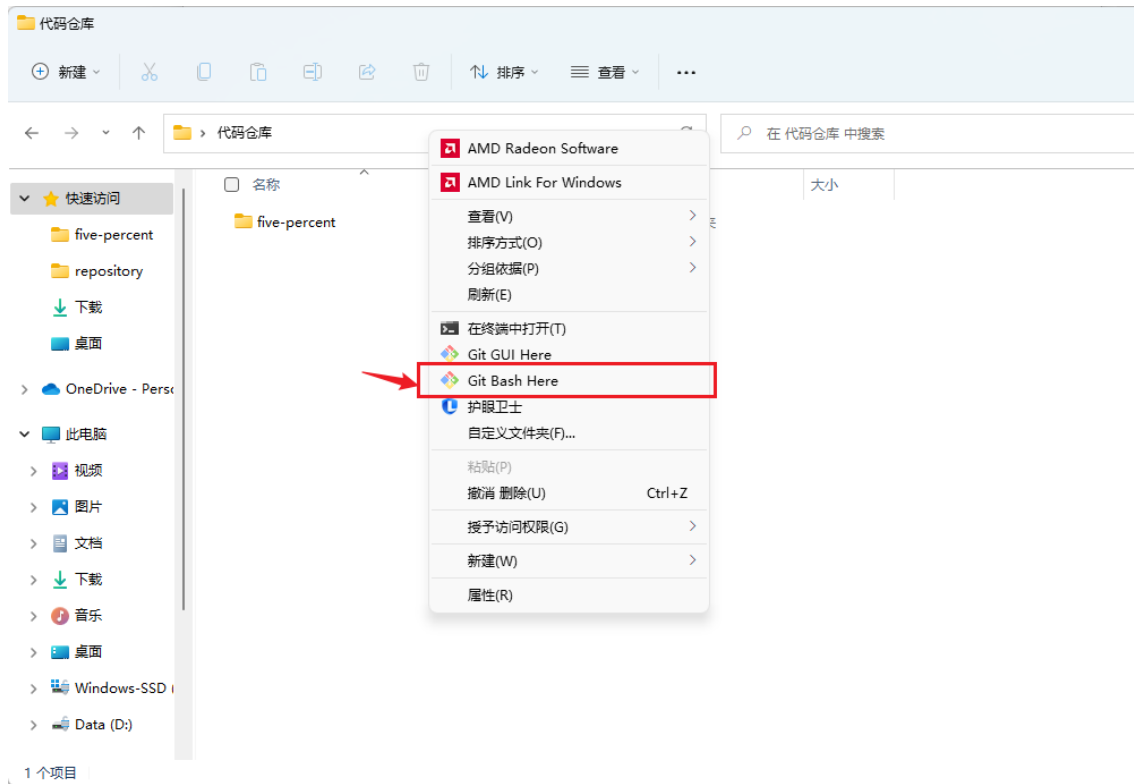 代码仓库
新建
排序
查看
代码仓库
在 代码仓库 中搜索
快速访问
five-percent
repository
下载
桌面
OneDrive - Perso
此电脑
视频
图片
文档
下载
音乐
桌面
Windows-SSD (
Data (D:)
名称
大小
five-percent
AMD Radeon Software
AMD Link For Windows
查看(V)
排序方式(O)
分组依据(P)
刷新(E)
在终端中打开(T)
Git GUI Here
Git Bash Here
护眼卫士
自定义文件夹(F)...
粘贴(P)
撤消 删除(U) Ctrl+Z
授予访问权限(G)
新建(W)
属性(R)
1 个项目